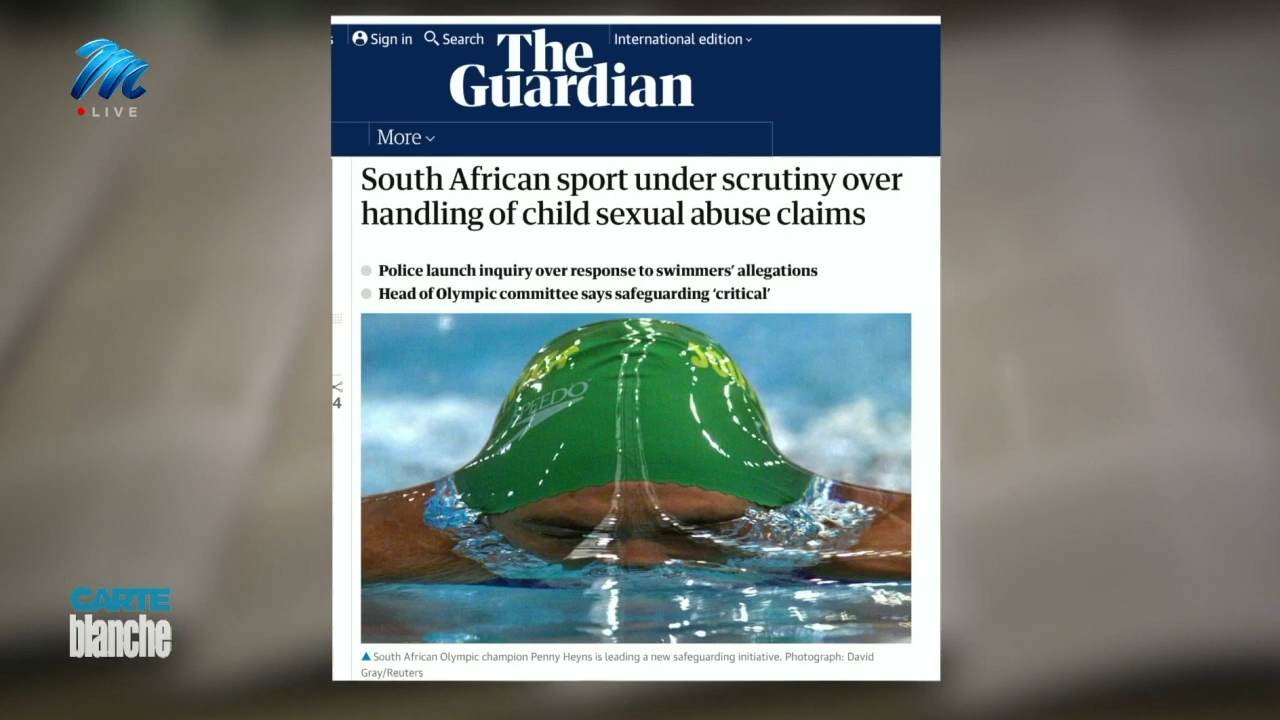 Sign in
Search
The
Guardian
International edition
LIVE
More
South African sport under scrutiny over
handling of child sexual abuse claims
Police launch inquiry over response to swimmers’ allegations
Head of Olympic committee says safeguarding ‘critical’
4
SPEEDO
South African Olympic champion Penny Heyns is leading a new safeguarding initiative. Photograph: David
Gray/Reuters
CARTE
blanche